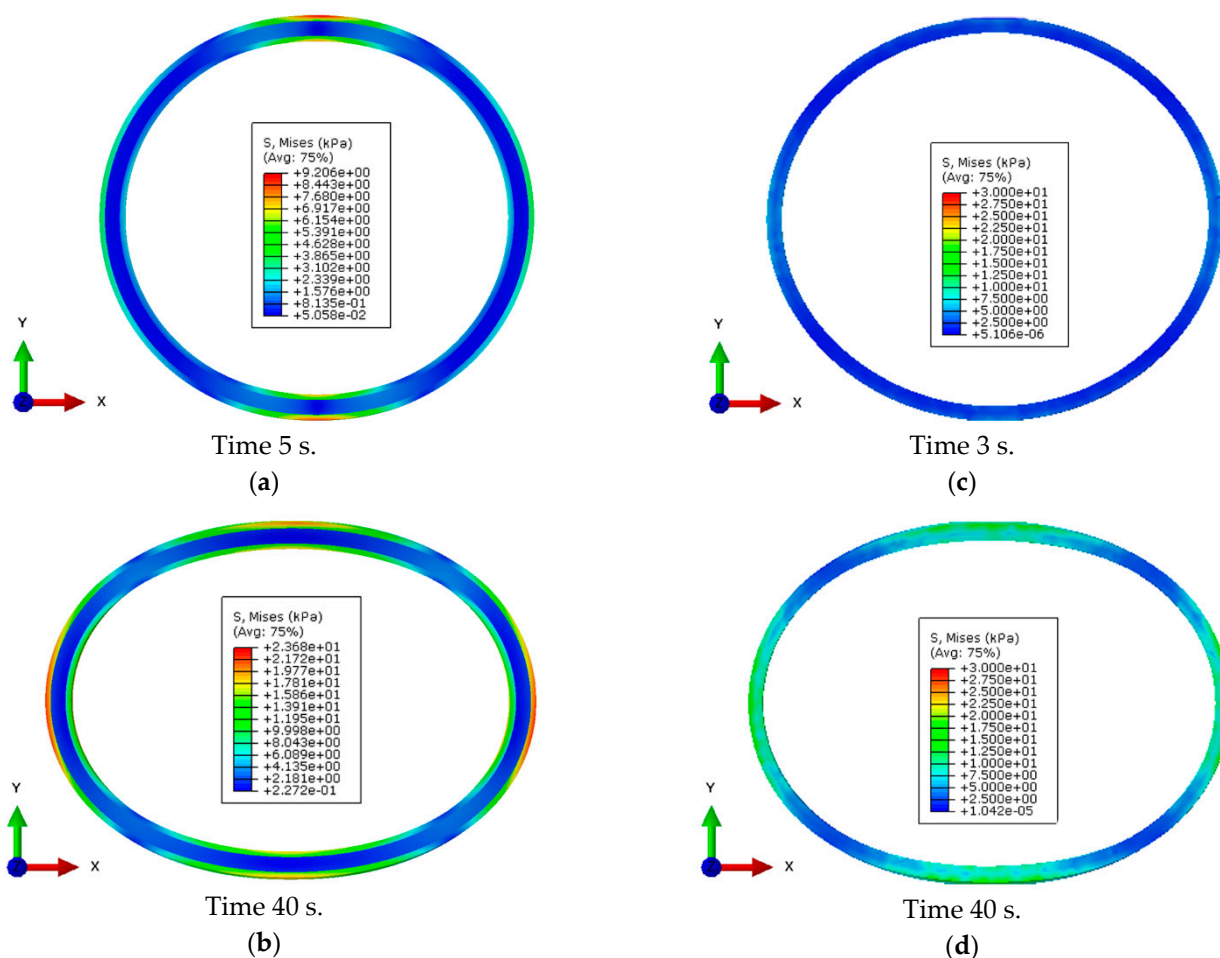 S, Mises (kPa)
(Avg: 75%)
+9.206e+00
+8.443e+00
+7.680e+00
+6.917e+00
+6.154e+00
+5.391e+00
+4.628e+00
+3.865e+00
+3.102e+00
+2.339e+00
+1.576e+00
+8.135e-01
+5.058e-02
Y
Z
X
Time 5 s.
(a)
S, Mises (kPa)
(Avg: 75%)
+3.000e+01
+2.750e+01
+2.500e+01
+2.250e+01
+2.000e+01
+1.750e+01
+1.500e+01
+1.250e+01
+1.000e+01
+7.500e+00
+5.000e+00
+2.500e+00
+5.106e-06
Y
Z
X
Time 3 s.
(c)
S, Mises (kPa)
(Avg: 75%)
+2.368e+01
+2.172e+01
+1.977e+01
+1.781e+01
+1.586e+01
+1.391e+01
+1.195e+01
+9.998e+00
+8.043e+00
+6.089e+00
+4.135e+00
+2.181e+00
+2.272e-01
Y
Z
X
Time 40 s.
(b)
S, Mises (kPa)
(Avg: 75%)
+3.000e+01
+2.750e+01
+2.500e+01
+2.250e+01
+2.000e+01
+1.750e+01
+1.500e+01
+1.250e+01
+1.000e+01
+7.500e+00
+5.000e+00
+2.500e+00
+1.042e-05
Y
Z
X
Time 40 s.
(d)